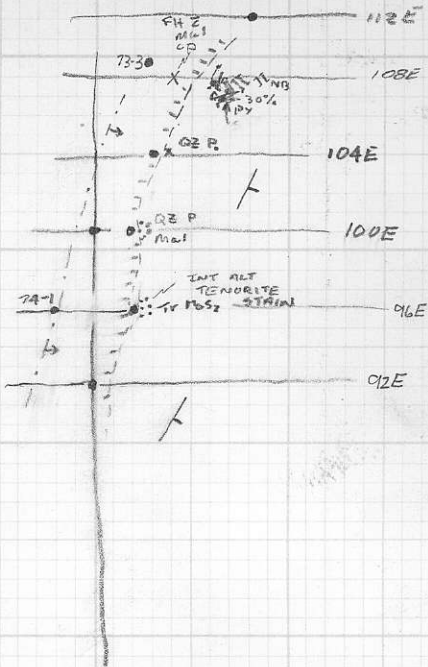 112E
FH Z
Mal
cp
73-3
108E
NB
30%
Py
QZ P.
104E
QZ P
Mal
100E
INT ALT
TENORITE
STAIN
74-1
Tr MoS2
96E
92E